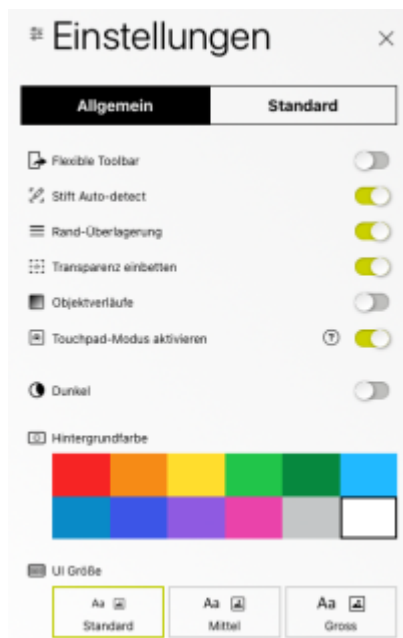 Einstellungen
Allgemein Standard
Flexible Toolbar
Stift Auto-detect
Rand-Überlagerung
Transparenz einbetten
Objektverläufe
Touchpad-Modus aktivieren ?
Dunkel
Hintergrundfarbe
UI Größe
Aa Aa Aa
Standard Mittel Gross